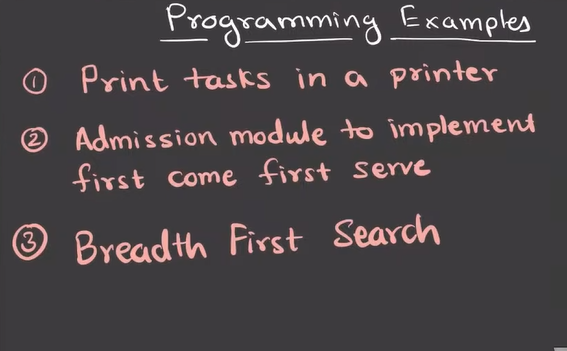 Programming Examples
① Print tasks in a printer
② Admission module to implement
first come first serve
③ Breadth First Search